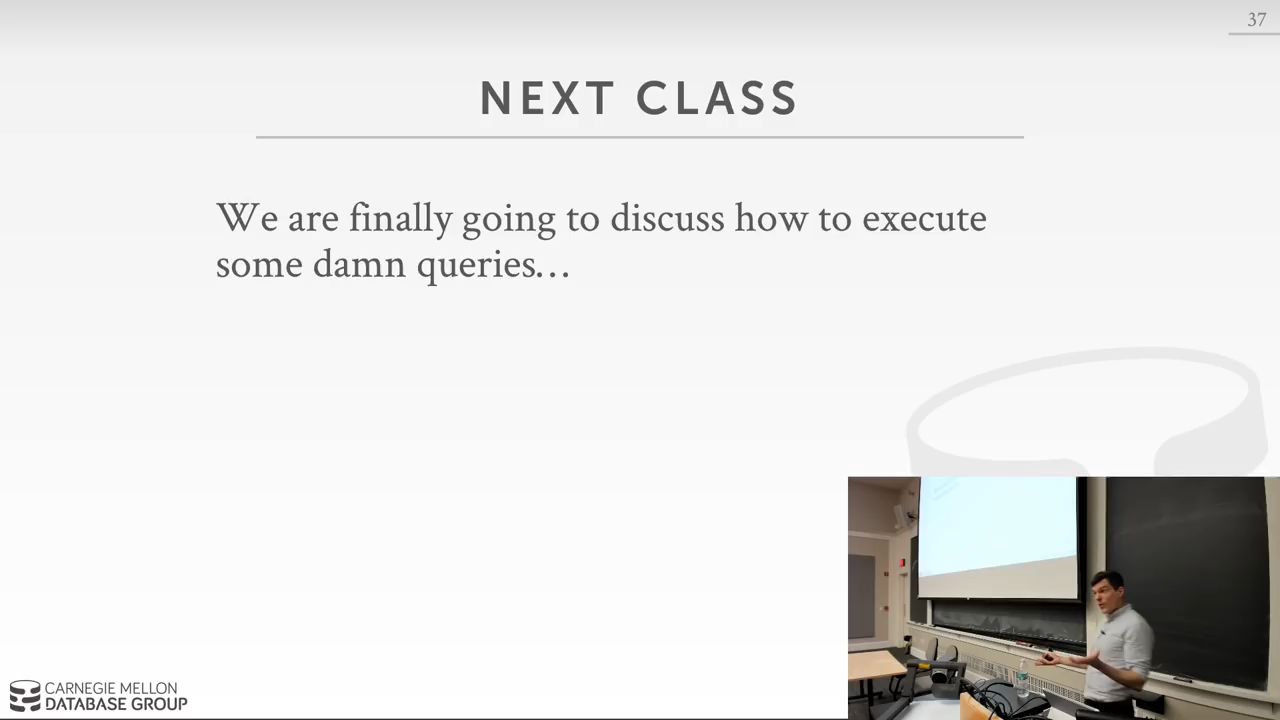 37
NEXT CLASS
We are finally going to discuss how to execute
some damn queries…
CARNEGIE MELLON
DATABASE GROUP